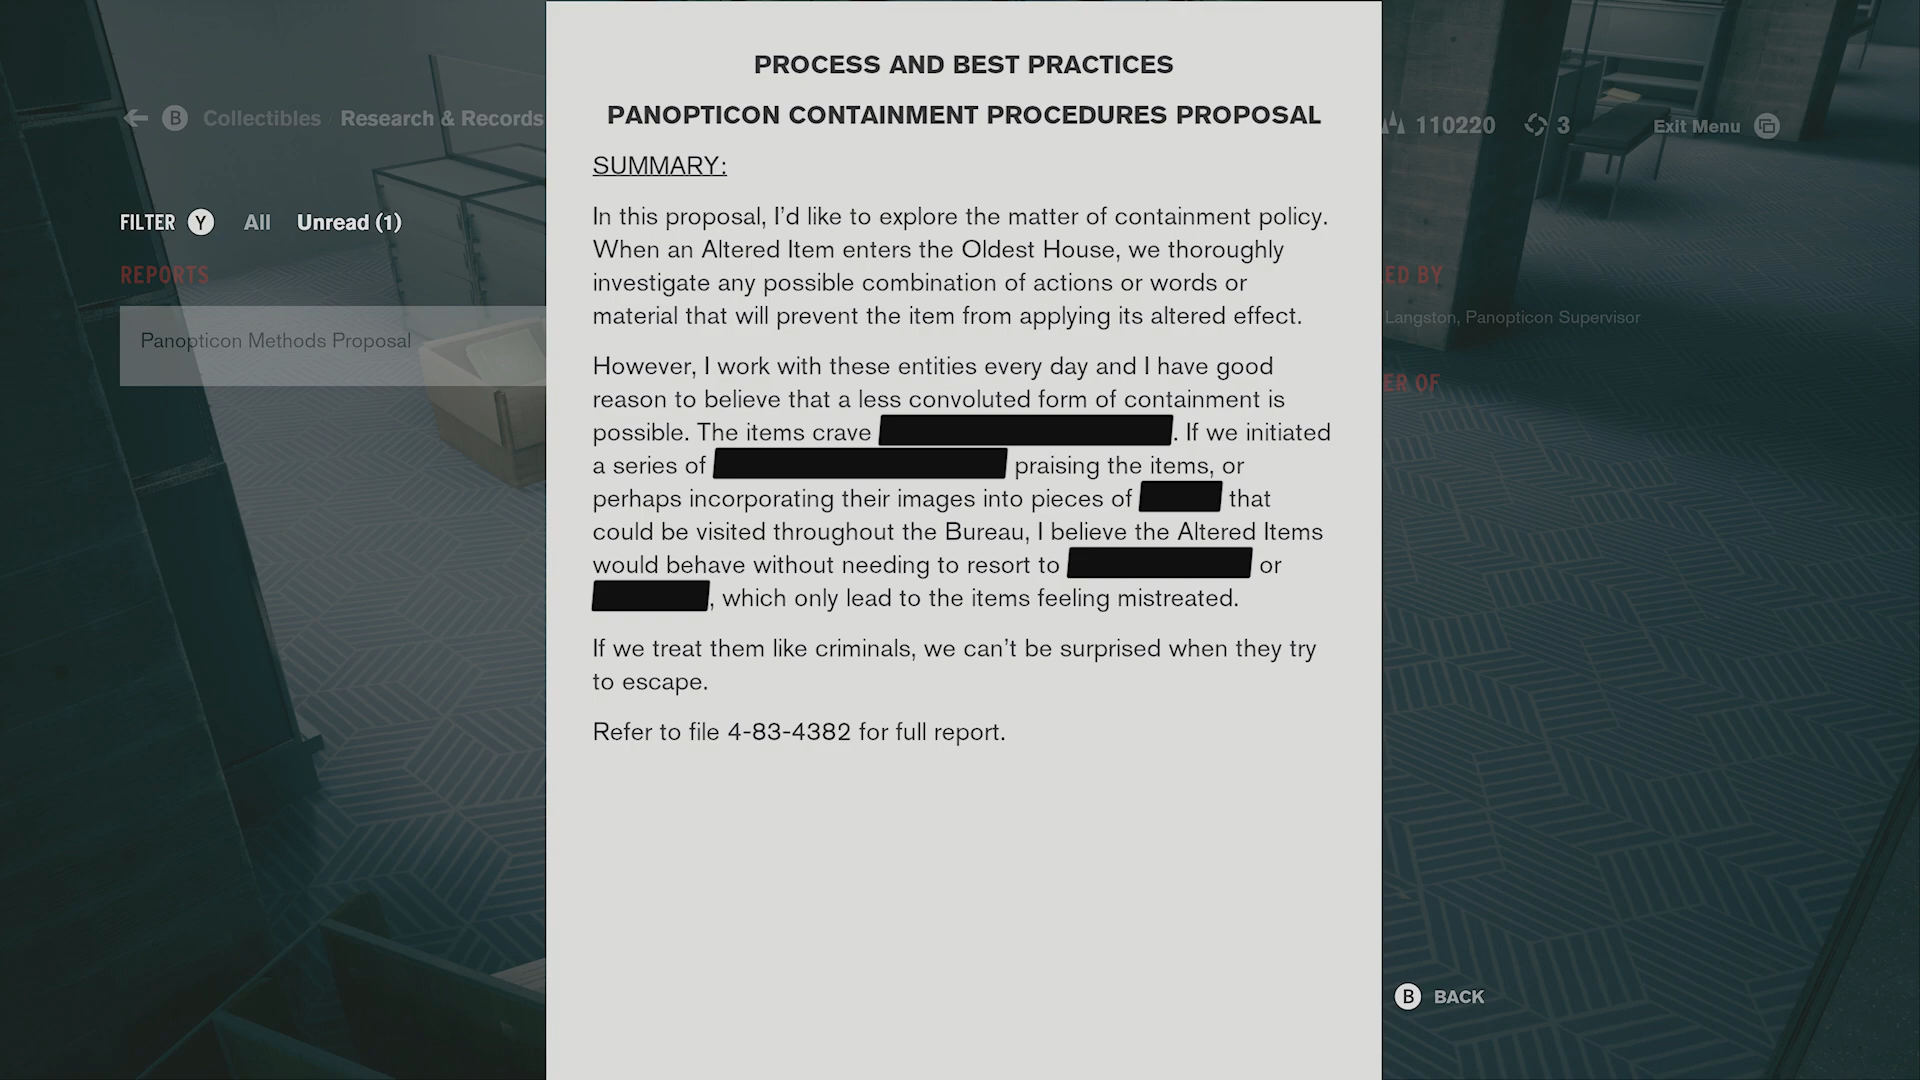 PROCESS AND BEST PRACTICES
PANOPTICON CONTAINMENT PROCEDURES PROPOSAL
B Collectibles / Research & Records
110220 3 Exit Menu
SUMMARY:
In this proposal, I'd like to explore the matter of containment policy.
When an Altered Item enters the Oldest House, we thoroughly
investigate any possible combination of actions or words or
material that will prevent the item from applying its altered effect.
FILTER Y All Unread (1)
REPORTS
Panopticon Methods Proposal
However, I work with these entities every day and I have good
reason to believe that a less convoluted form of containment is
possible. The items crave . If we initiated
a series of praising the items, or
perhaps incorporating their images into pieces of that
could be visited throughout the Bureau, I believe the Altered Items
would behave without needing to resort to or
, which only lead to the items feeling mistreated.
If we treat them like criminals, we can't be surprised when they try
to escape.
Refer to file 4-83-4382 for full report.
ED BY
Langston, Panopticon Supervisor
ER OF
B BACK